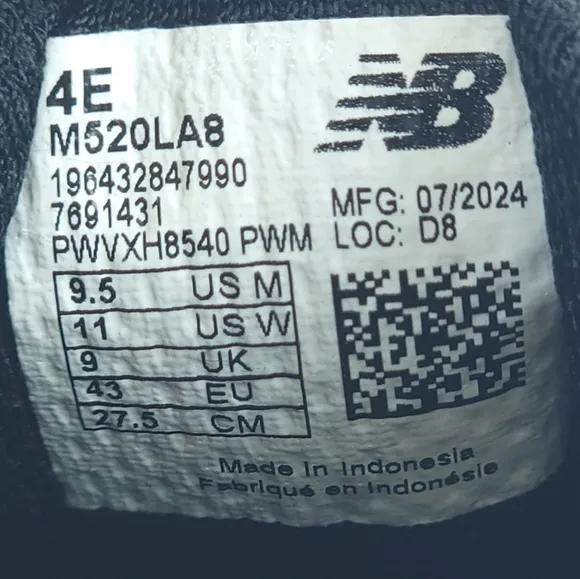 4E
M520LA8
196432847990
7691431
PWVXH8540 PWM
NB
MFG: 07/2024
LOC: D8
9.5 US M
11 US W
9 UK
43 EU
27.5 CM
Made in Indonesia
Fabriqué en Indonésie